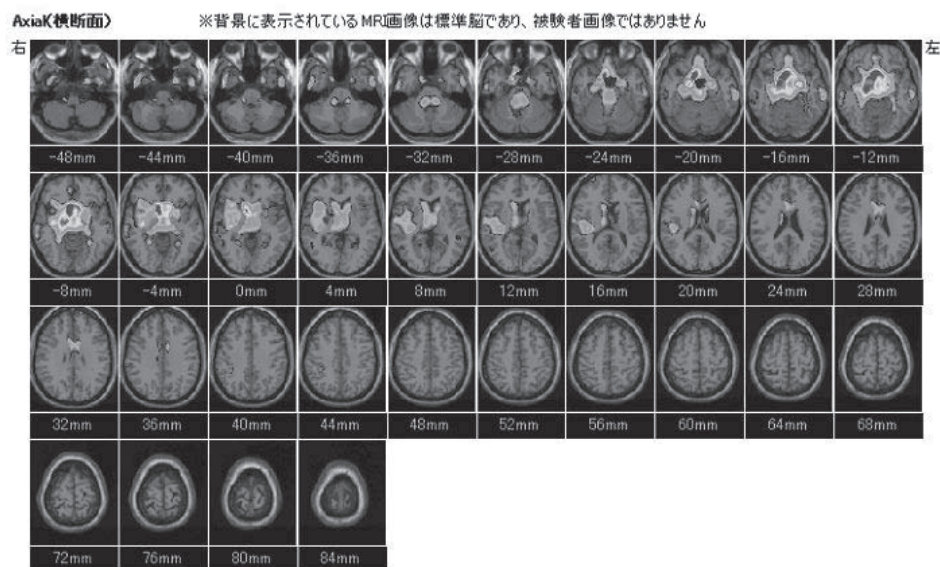 Axial(横断面)　※背景に表示されているMRI画像は標準脳であり、被験者画像ではありません
右 左
-48mm -44mm -40mm -36mm -32mm -28mm -24mm -20mm -16mm -12mm
-8mm -4mm 0mm 4mm 8mm 12mm 16mm 20mm 24mm 28mm
32mm 36mm 40mm 44mm 48mm 52mm 56mm 60mm 64mm 68mm
72mm 76mm 80mm 84mm